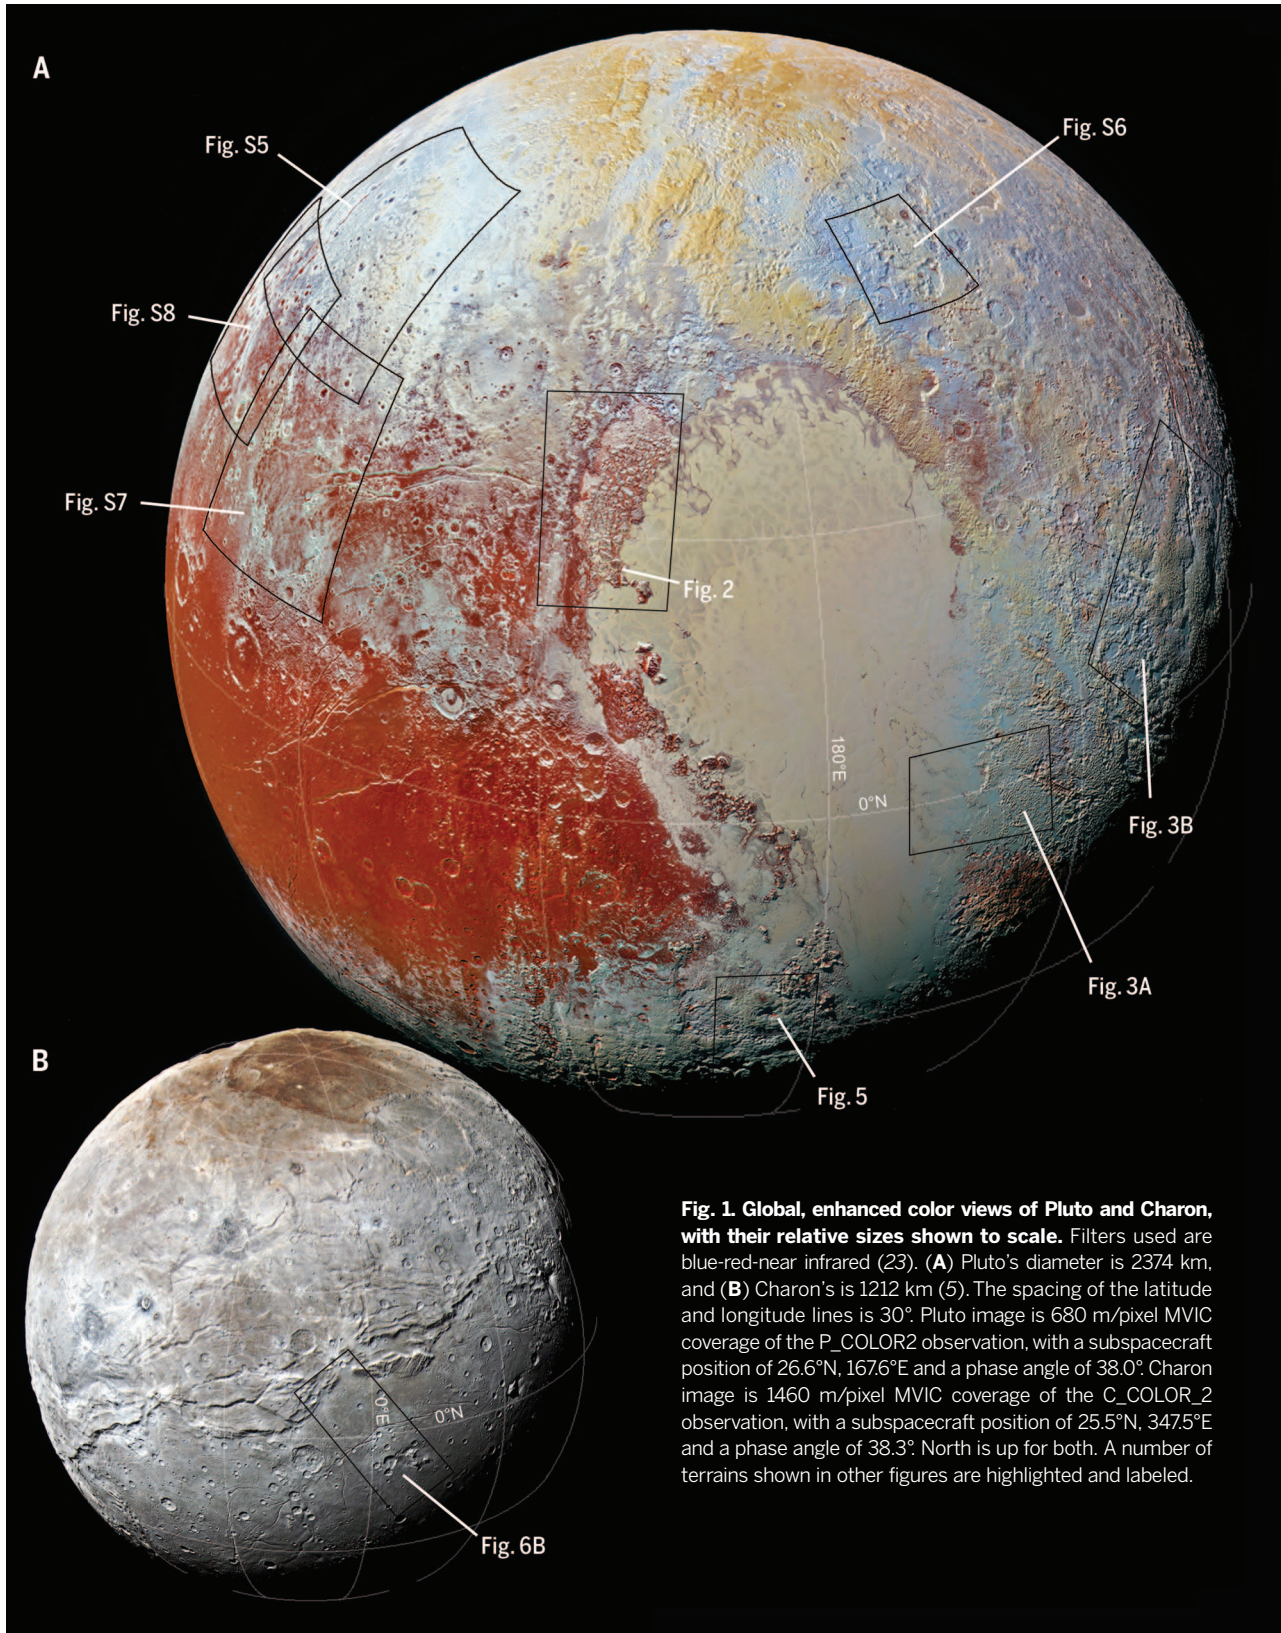 A
Fig. S5
Fig. S6
Fig. S8
Fig. S7
Fig. 2
180°E
0°N
Fig. 3B
Fig. 3A
B
Fig. 5
Fig. 1. Global, enhanced color views of Pluto and Charon,
with their relative sizes shown to scale. Filters used are
blue-red-near infrared (23). (A) Pluto's diameter is 2374 km,
and (B) Charon's is 1212 km (5). The spacing of the latitude
and longitude lines is 30°. Pluto image is 680 m/pixel MVIC
coverage of the P_COLOR2 observation, with a subspacecraft
position of 26.6°N, 167.6°E and a phase angle of 38.0°. Charon
image is 1460 m/pixel MVIC coverage of the C_COLOR_2
observation, with a subspacecraft position of 25.5°N, 347.5°E
and a phase angle of 38.3°. North is up for both. A number of
terrains shown in other figures are highlighted and labeled.
0°E
0°N
Fig. 6B